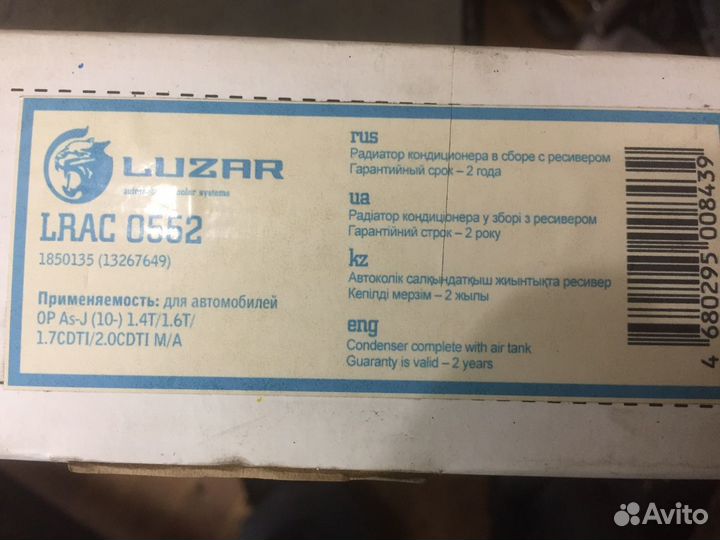 LUZAR
cooler systems
LRAC 0552
1850135 (13267649)
Применяемость: для автомобилей
OP As-J (10-) 1.4T/1.6T/
1.7CDTI/2.0CDTI M/A
rus
Радиатор кондиционера в сборе с ресивером
Гарантийный срок – 2 года
ua
Радіатор кондиціонера у зборі з ресивером
Гарантійний строк – 2 року
kz
Автокөлік салқындатқыш жиынтықта ресивер
Кепілді мерзім – 2 жылы
eng
Condenser complete with air tank
Guaranty is valid – 2 years
4 680295 008439
Avito